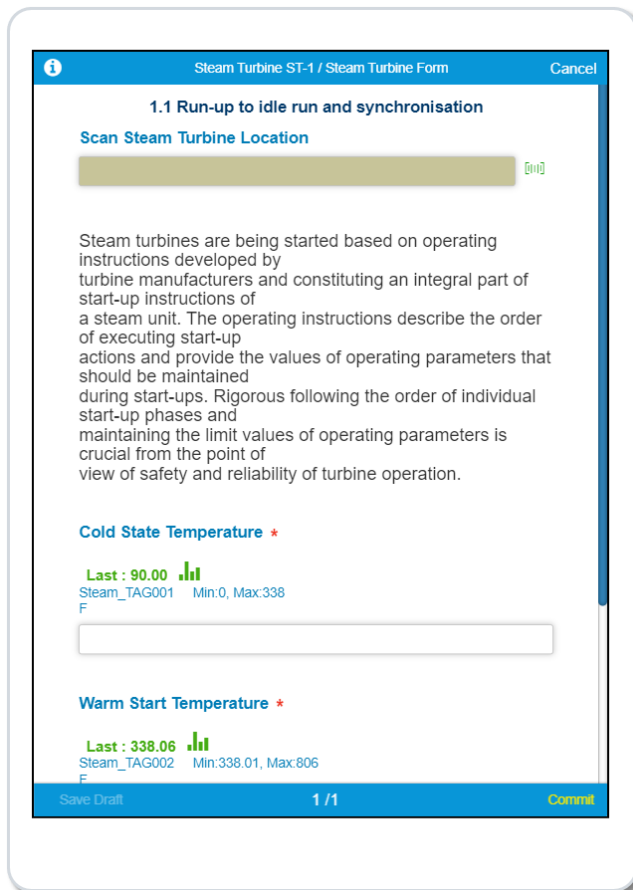 Steam Turbine ST-1 / Steam Turbine Form Cancel
1.1 Run-up to idle run and synchronisation
Scan Steam Turbine Location
Steam turbines are being started based on operating
instructions developed by
turbine manufacturers and constituting an integral part of
start-up instructions of
a steam unit. The operating instructions describe the order
of executing start-up
actions and provide the values of operating parameters that
should be maintained
during start-ups. Rigorous following the order of individual
start-up phases and
maintaining the limit values of operating parameters is
crucial from the point of
view of safety and reliability of turbine operation.
Cold State Temperature *
Last : 90.00
Steam_TAG001 Min:0, Max:338
F
Warm Start Temperature *
Last : 338.06
Steam_TAG002 Min:338.01, Max:806
F
Save Draft 1 /1 Commit